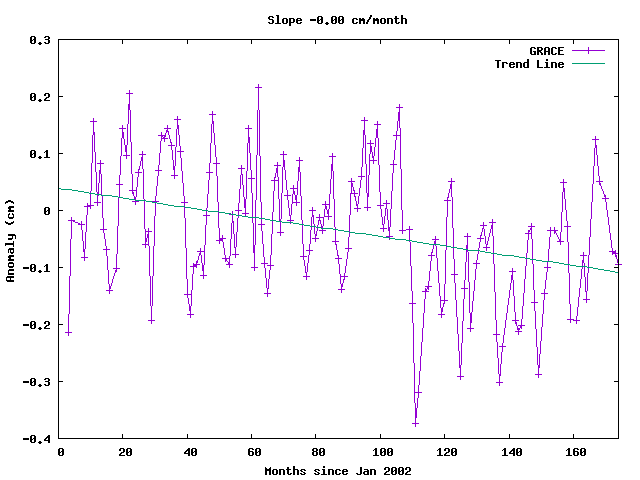 Slope -0.00 cm/month
GRACE
Trend Line
0.3
0.2
0.1
0
-0.1
-0.2
-0.3
-0.4
Anomaly (cm)
0 20 40 60 80 100 120 140 160
Months since Jan 2002